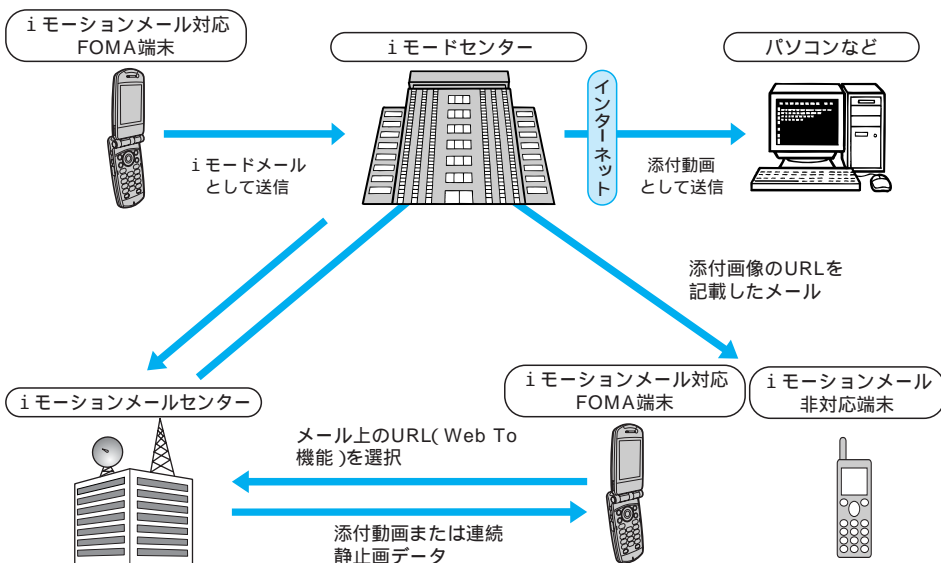 iモーションメール対応
FOMA端末
iモードセンター
パソコンなど
インターネット
iモードメール
として送信
添付動画
として送信
添付画像のURLを
記載したメール
iモーションメールセンター
iモーションメール対応
FOMA端末
iモーションメール
非対応端末
メール上のURL( Web To
機能 )を選択
添付動画または連続
静止画データ